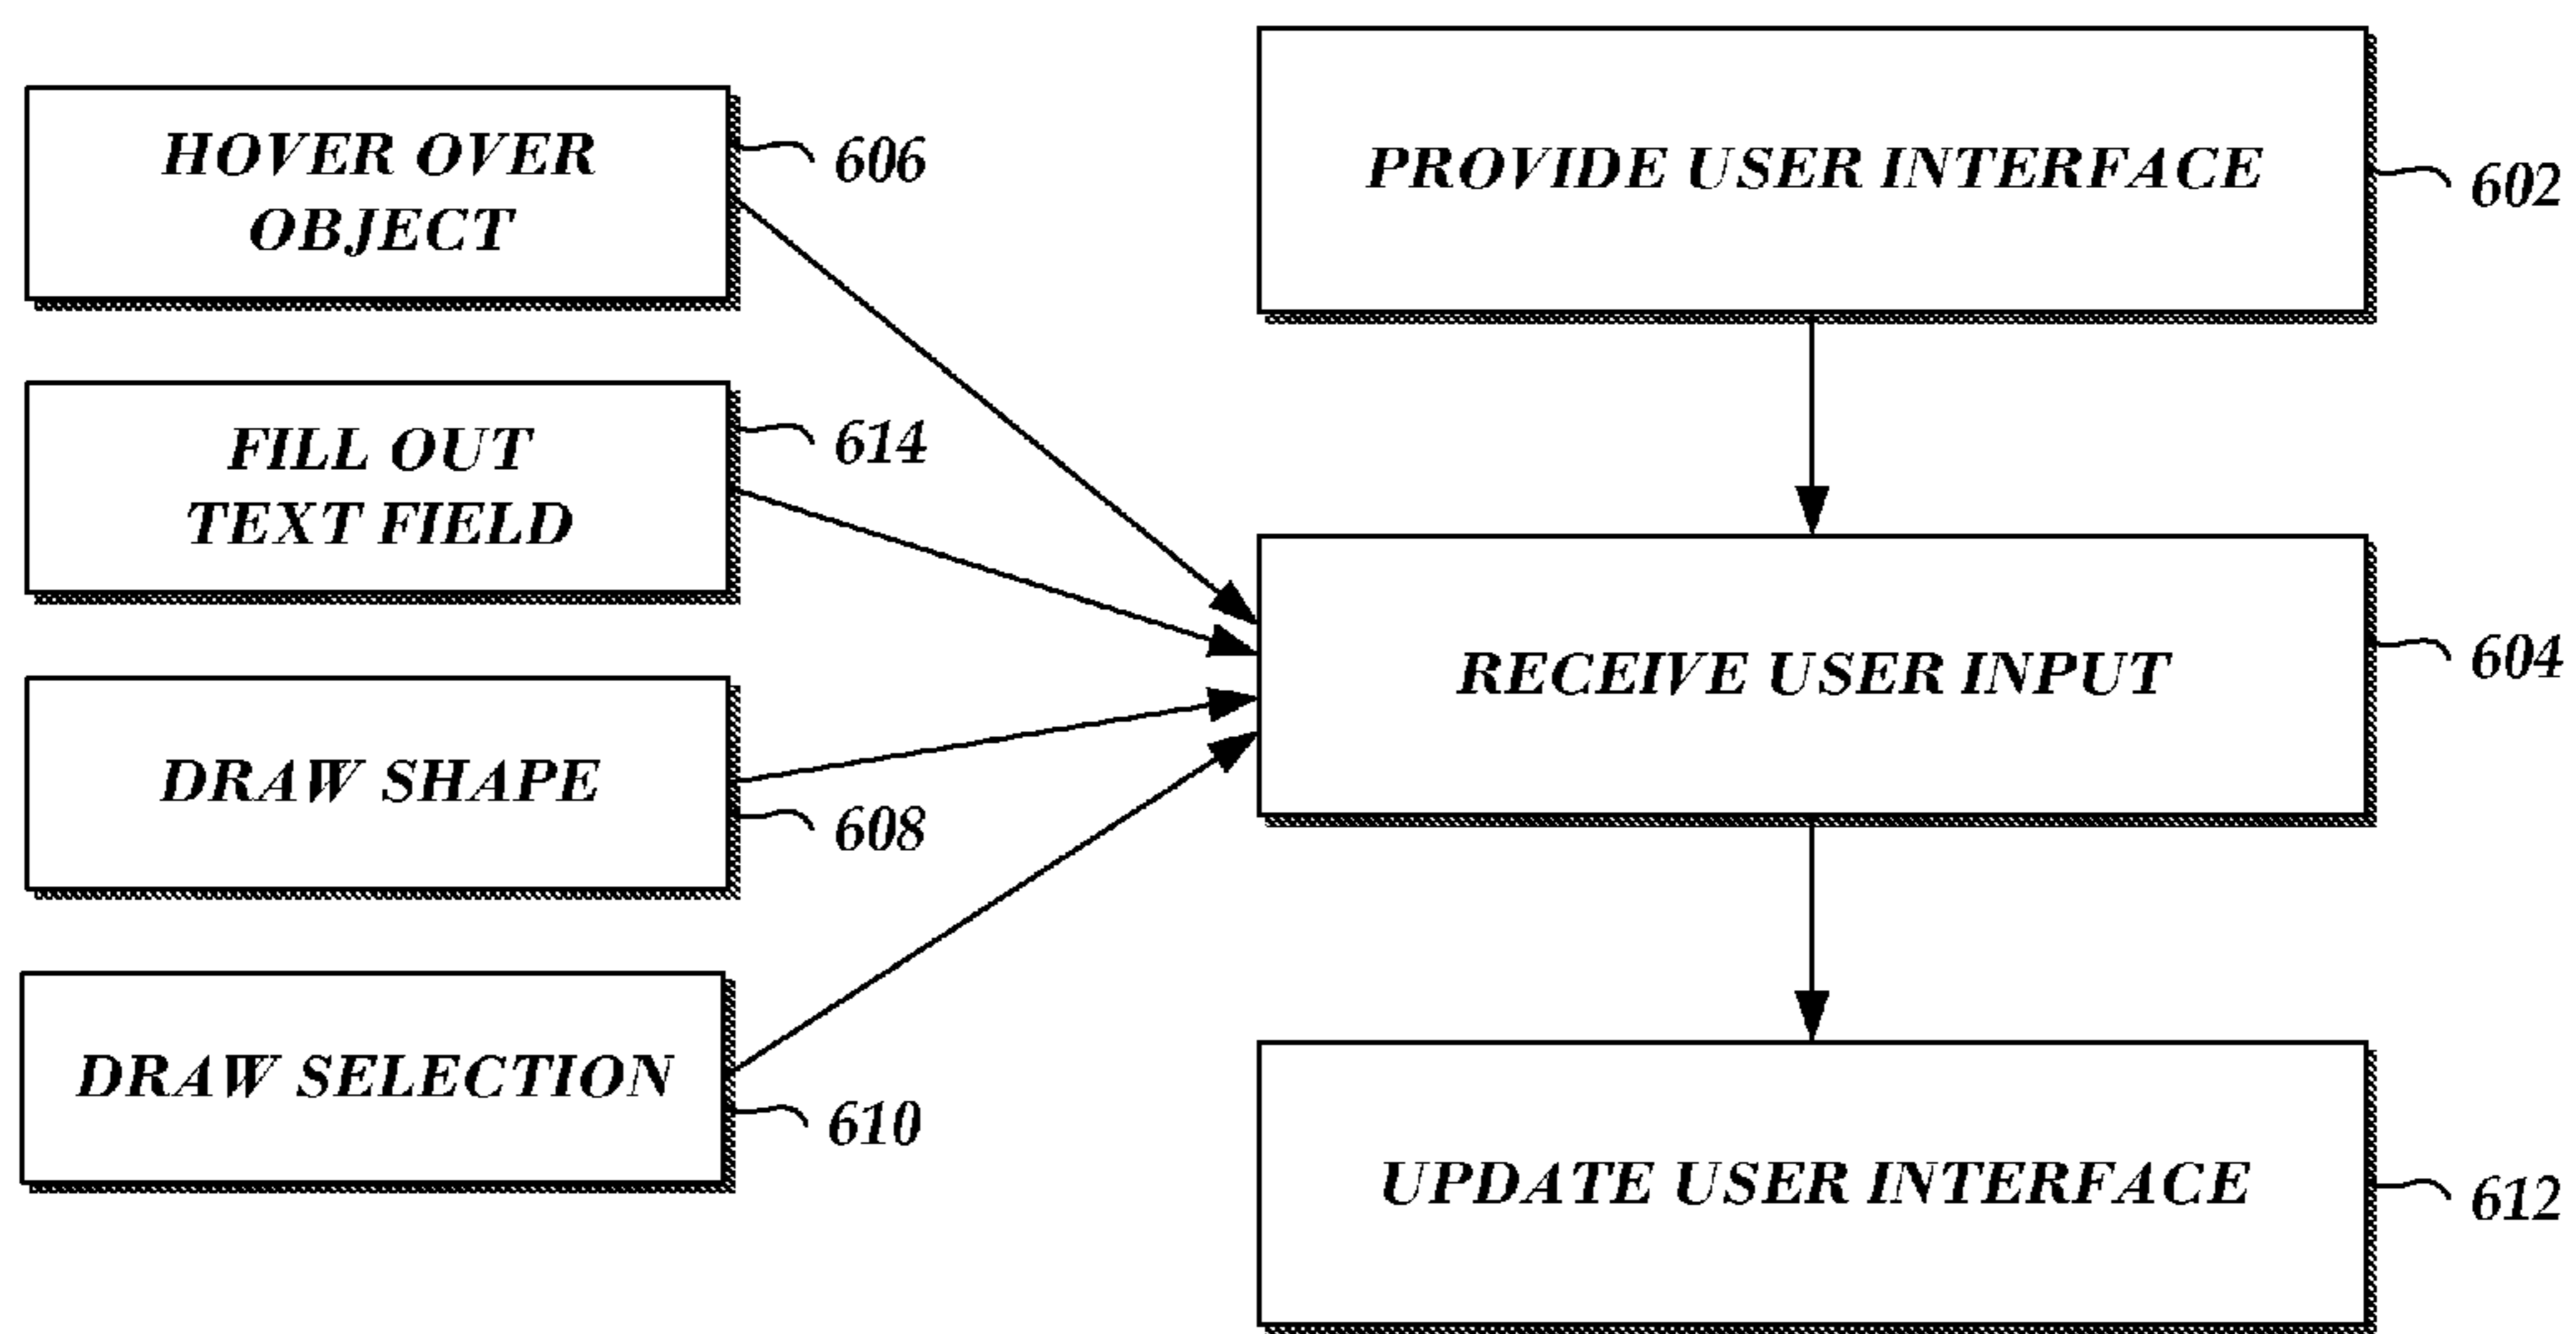 HOVER OVER
OBJECT
606
FILL OUT
TEXT FIELD
614
DRAW SHAPE
608
DRAW SELECTION
610
PROVIDE USER INTERFACE
602
RECEIVE USER INPUT
604
UPDATE USER INTERFACE
612